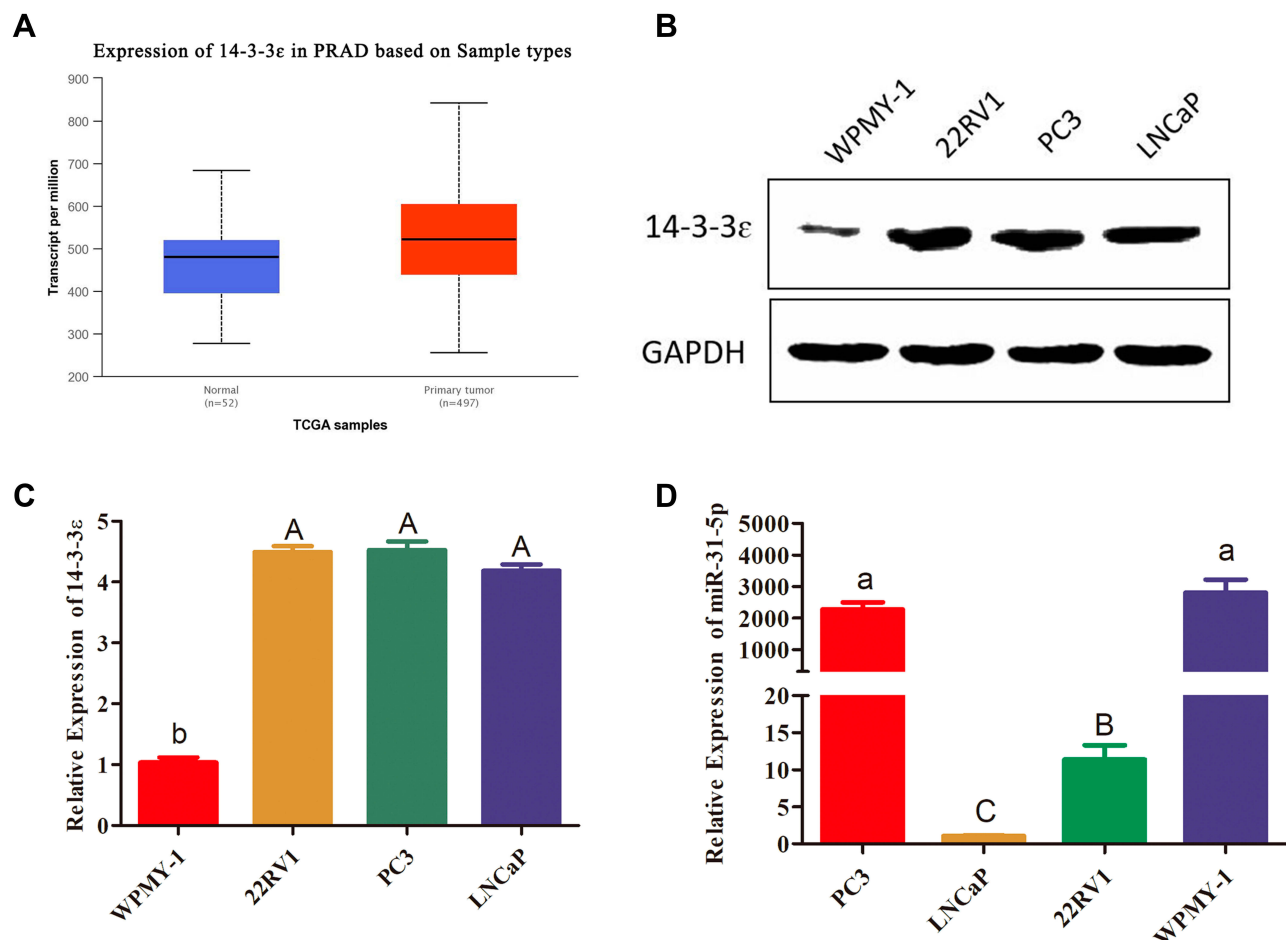 A
Expression of 14-3-3ε in PRAD based on Sample types
Transcript per million
900
800
700
600
500
400
300
200
Normal
(n=52)
Primary tumor
(n=497)
TCGA samples
B
WPMY-1
22RV1
PC3
LNCaP
14-3-3ε
GAPDH
C
Relative Expression of 14-3-3ε
5
4
3
2
1
0
b
A
A
A
WPMY-1
22RV1
PC3
LNCaP
D
Relative Expression of miR-31-5p
5000
4000
3000
2000
1000
20
15
10
5
0
a
C
B
a
PC3
LNCaP
22RV1
WPMY-1